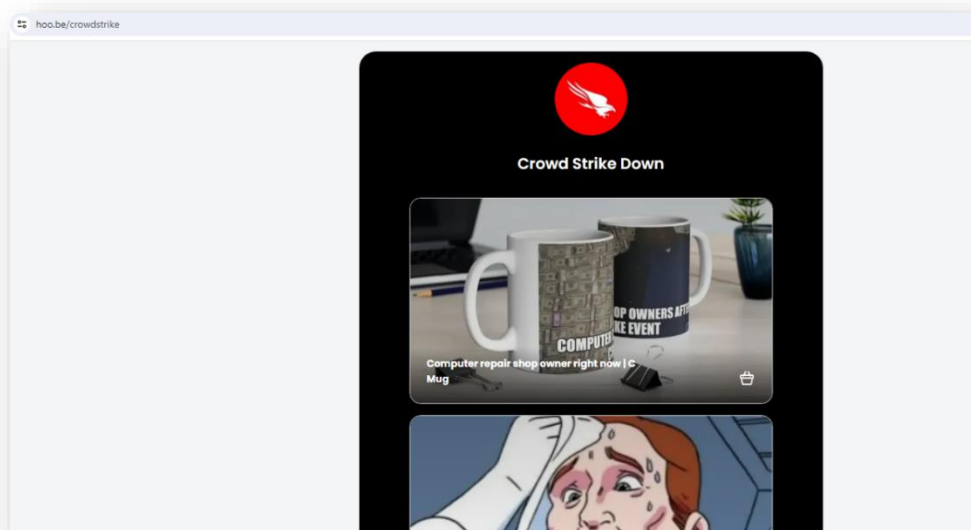 hoo.be/crowdstrike
Crowd Strike Down
OP OWNERS AFT
KE EVENT
COMPUTE
Computer repair shop owner right now | C
Mug